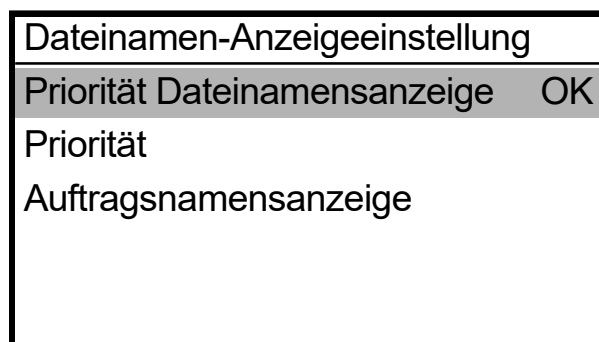 Dateinamen-Anzeigeeinstellung
Priorität Dateinamensanzeige OK
Priorität
Auftragsnamensanzeige